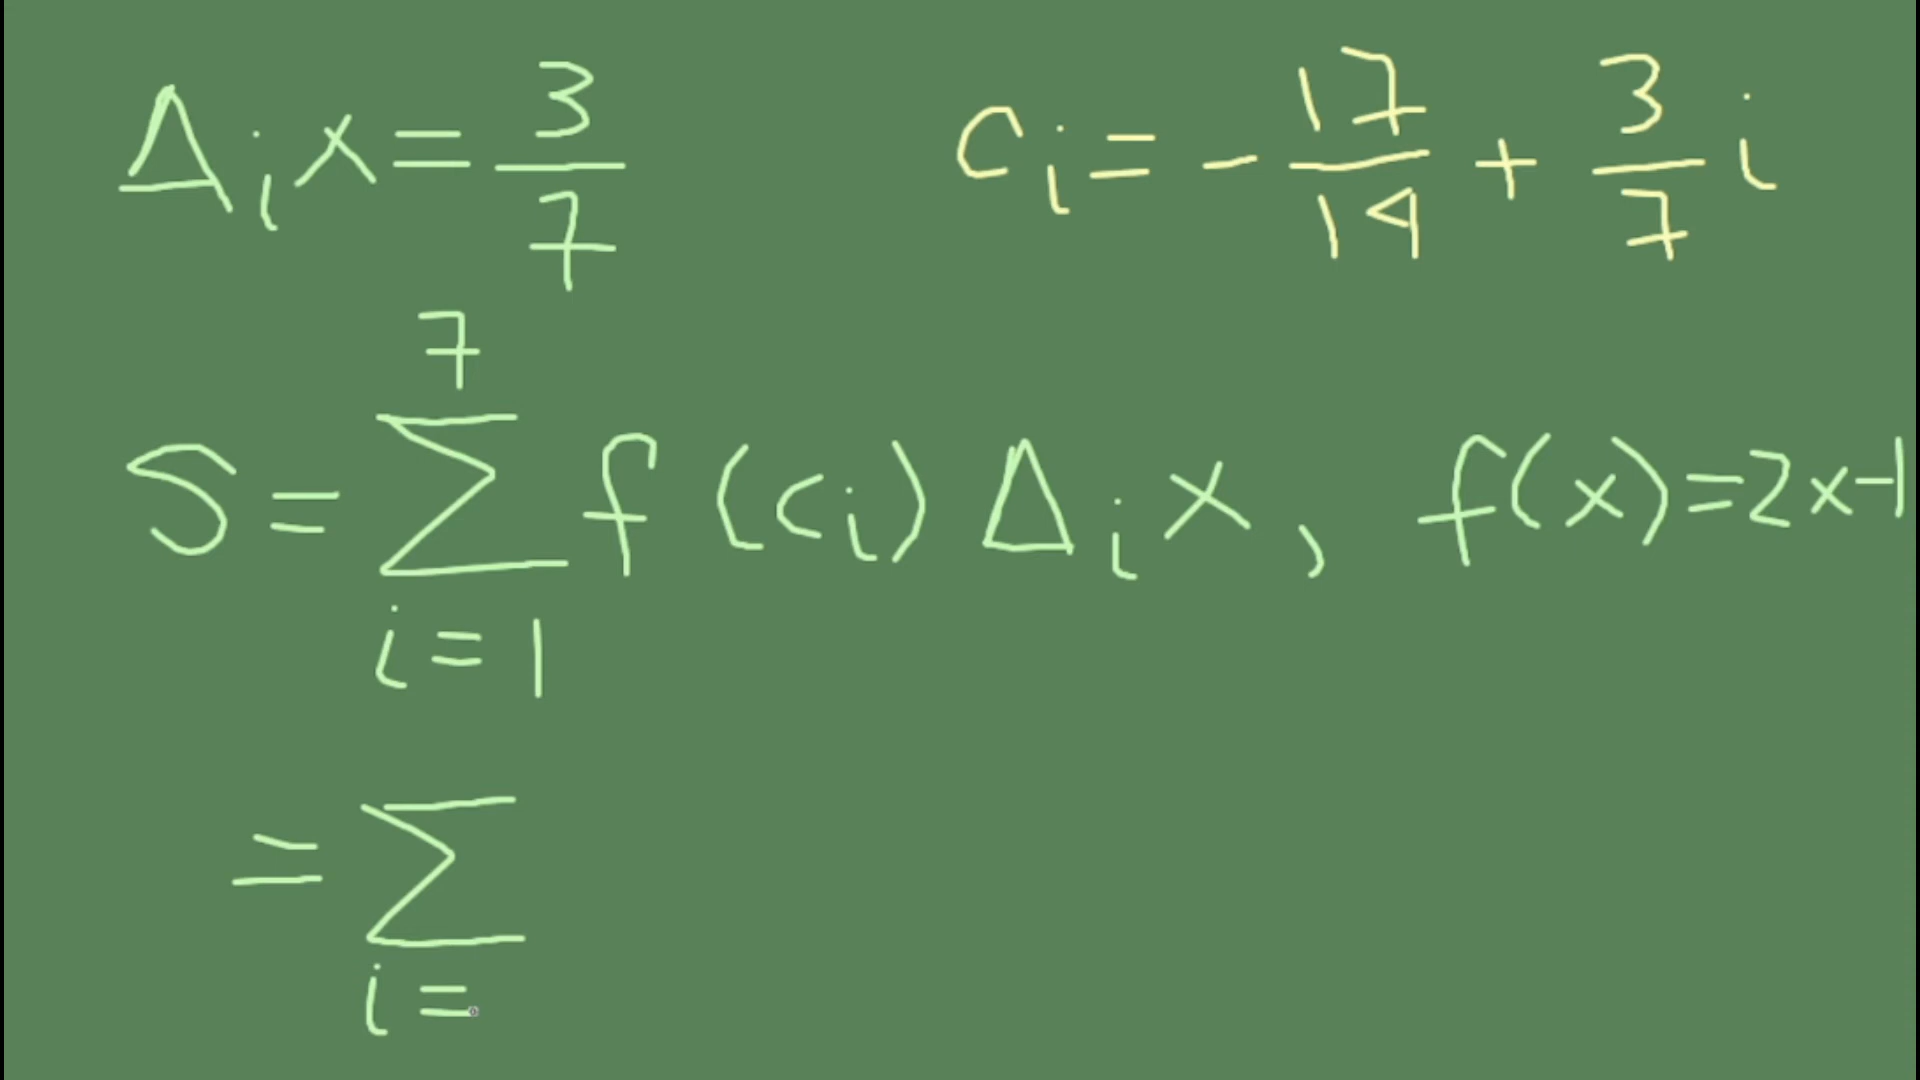 Δᵢx = 3/7
cᵢ = - 17/14 + 3/7 i
7
S = Σ f(cᵢ) Δᵢx , f(x) = 2x-1
i = 1
= Σ
i =